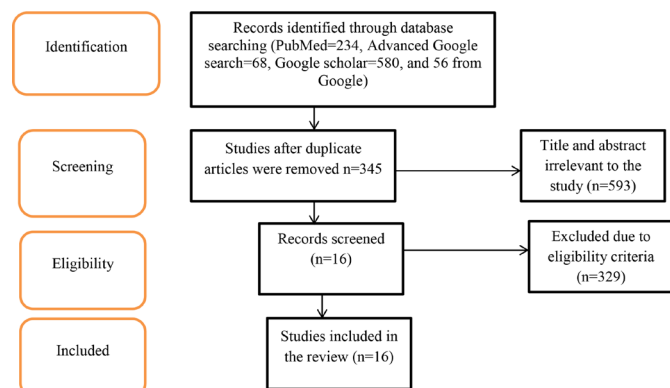 Identification
Records identified through database
searching (PubMed=234, Advanced Google
search=68, Google scholar=580, and 56 from
Google)
Screening
Studies after duplicate
articles were removed n=345
Title and abstract
irrelevant to the
study (n=593)
Eligibility
Records screened
(n=16)
Excluded due to
eligibility criteria
(n=329)
Included
Studies included in
the review (n=16)